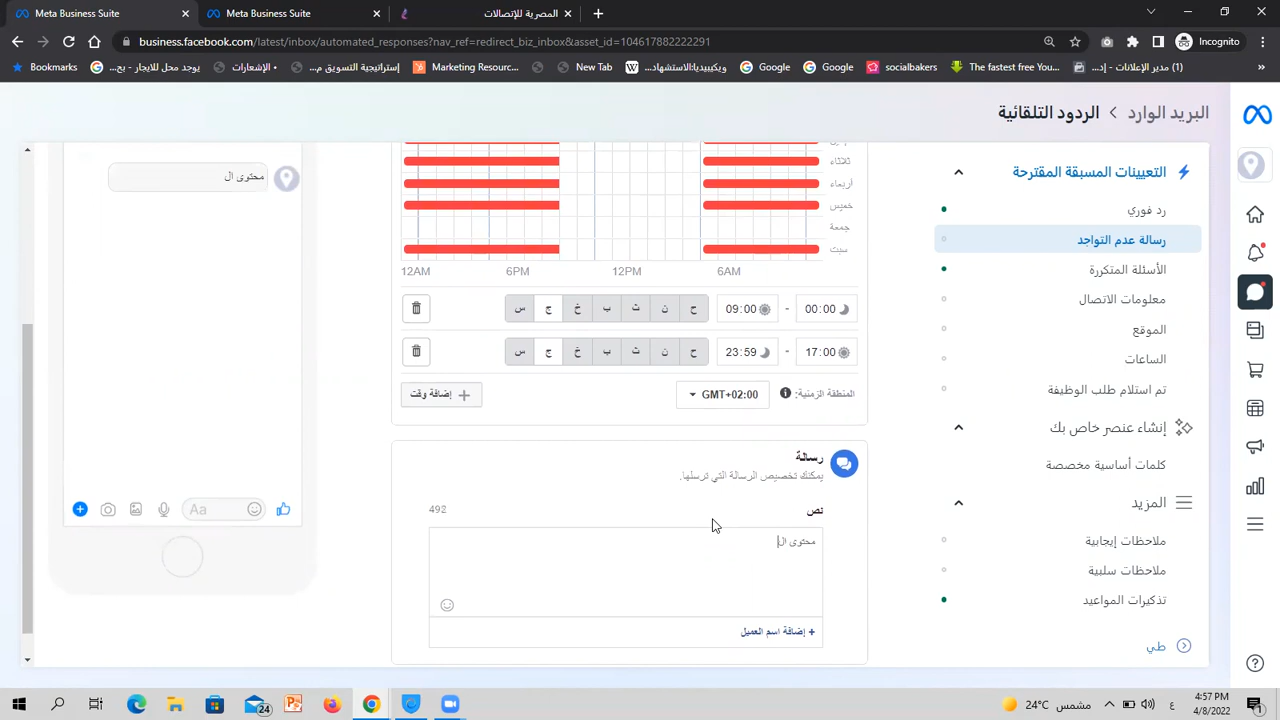 Meta Business Suite
Meta Business Suite
المصرية للإتصالات
business.facebook.com/latest/inbox/automated_responses?nav_ref=redirect_biz_inbox&asset_id=104617882222291
Incognito
Bookmarks
يوجد محل للايجار - بج...
الإشعارات •
إستراتيجية التسويق م...
Marketing Resourc...
New Tab
ويكيبيديا:الاستشهاد...
Google
Google
socialbakers
The fastest free You...
(1) مدير الإعلانات - إد...
البريد الوارد > الردود التلقائية
التعيينات المسبقة المقترحة
رد فوري
رسالة عدم التواجد
الأسئلة المتكررة
معلومات الاتصال
الموقع
الساعات
تم استلام طلب الوظيفة
إنشاء عنصر خاص بك
كلمات أساسية مخصصة
المزيد
ملاحظات إيجابية
ملاحظات سلبية
تذكيرات المواعيد
طي
ثلاثاء
أربعاء
خميس
جمعة
سبت
12AM 6PM 12PM 6AM
00:00 - 09:00 ح ن ث ب خ ج س
17:00 - 23:59 ح ن ث ب خ ج س
المنطقة الزمنية: GMT+02:00
إضافة وقت
رسالة
يمكنك تخصيص الرسالة التي ترسلها.
نص
492
محتوى ال
+ إضافة اسم العميل
محتوى ال
Aa
24
24°C مشمس
ع
4:57 PM
4/8/2022
1